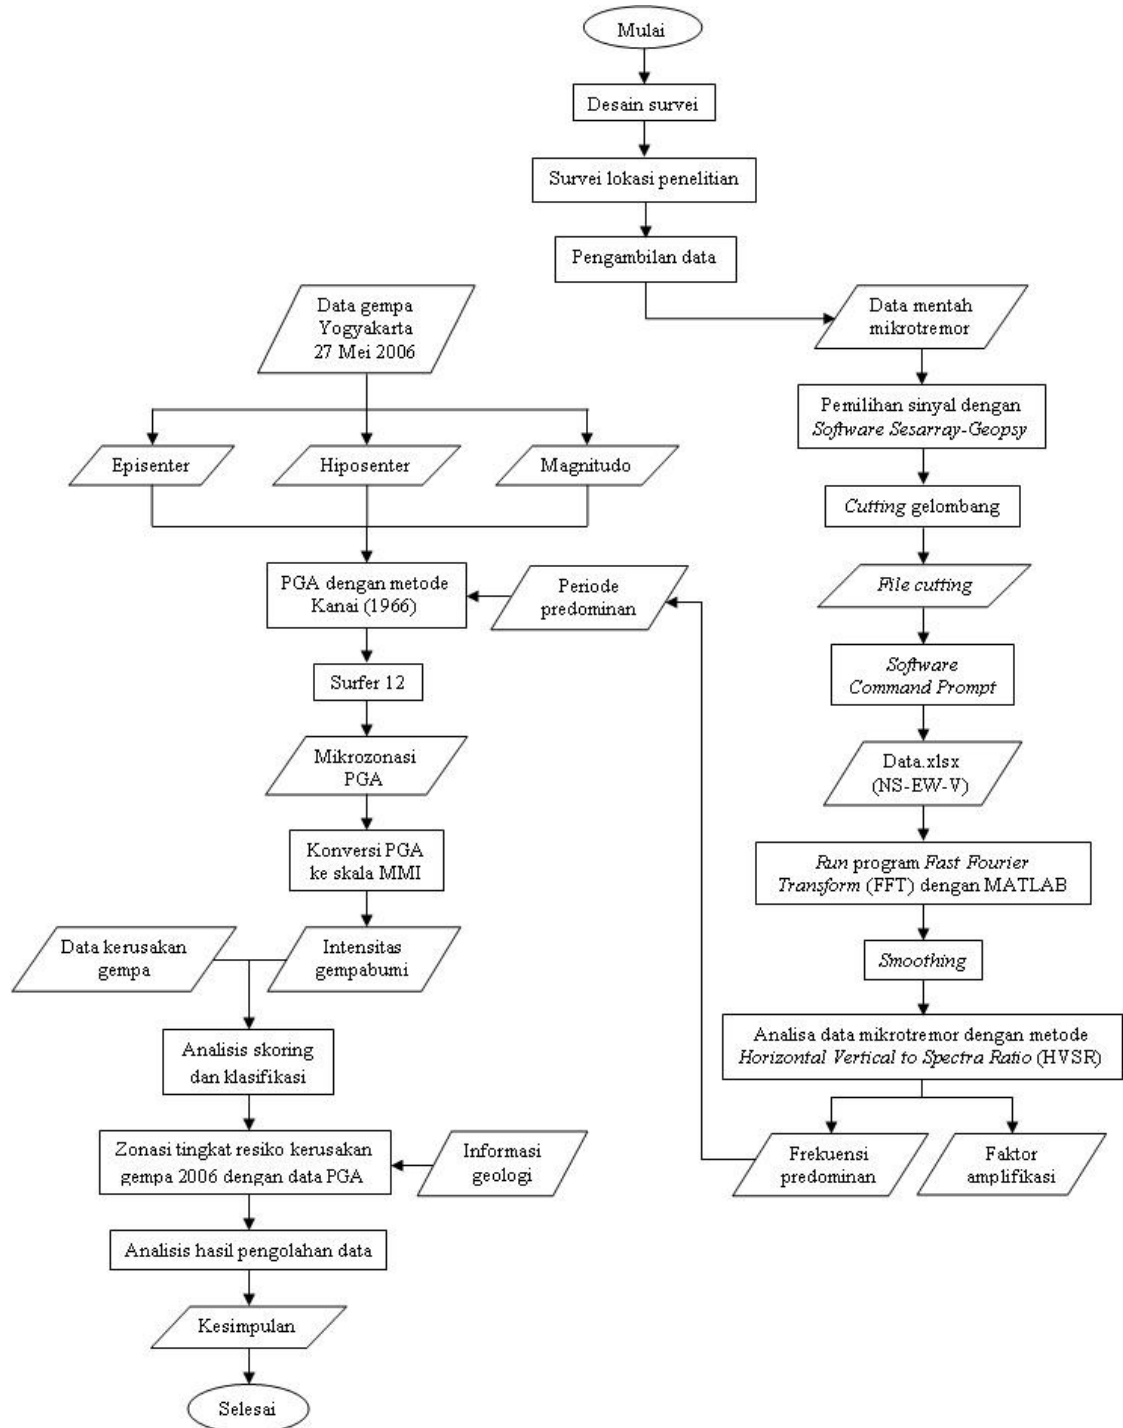 Mulai
Desain survei
Survei lokasi penelitian
Pengambilan data
Data mentah
mikrotremor
Pemilihan sinyal dengan
Software Sesarray-Geopsy
Cutting gelombang
File cutting
Software
Command Prompt
Data.xlsx
(NS-EW-V)
Run program Fast Fourier
Transform (FFT) dengan MATLAB
Smoothing
Analisa data mikrotremor dengan metode
Horizontal Vertical to Spectra Ratio (HVSR)
Frekuensi
predominan
Faktor
amplifikasi
Periode
predominan
Data gempa
Yogyakarta
27 Mei 2006
Episenter
Hiposenter
Magnitudo
PGA dengan metode
Kanai (1966)
Surfer 12
Mikrozonasi
PGA
Konversi PGA
ke skala MMI
Data kerusakan
gempa
Intensitas
gempabumi
Analisis skoring
dan klasifikasi
Zonasi tingkat resiko kerusakan
gempa 2006 dengan data PGA
Informasi
geologi
Analisis hasil pengolahan data
Kesimpulan
Selesai